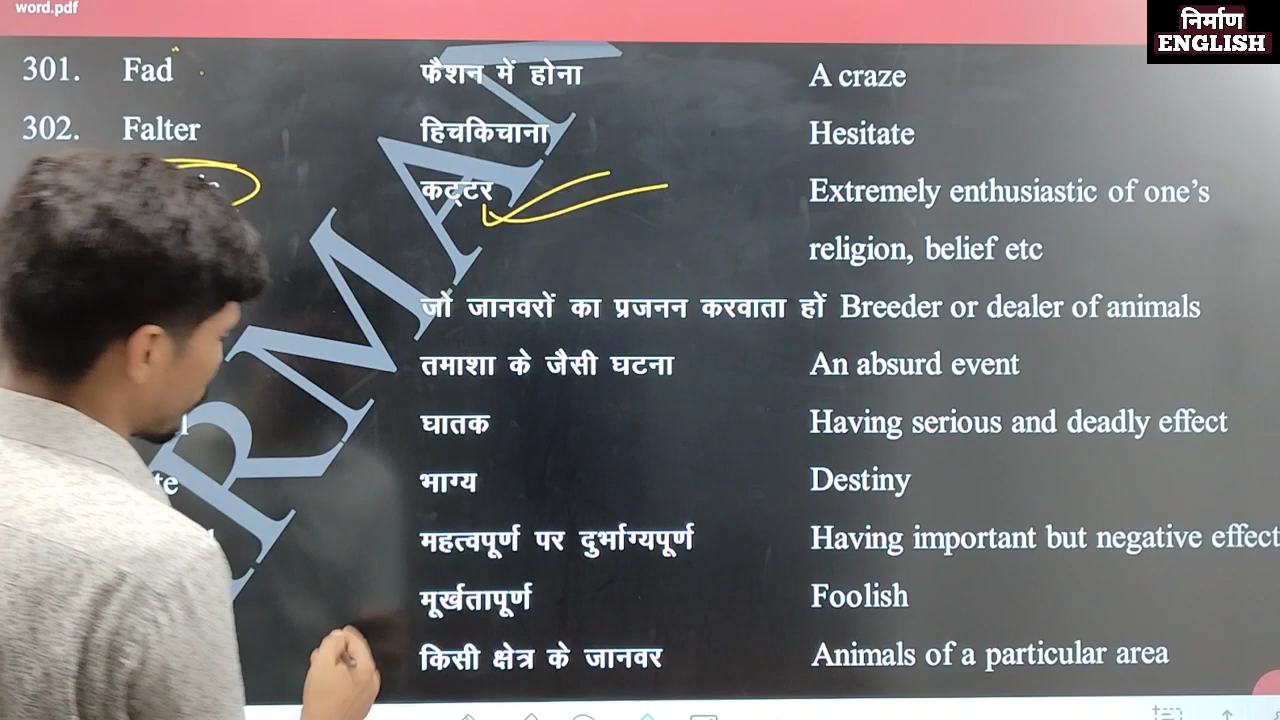 word.pdf
निर्माण
ENGLISH
301. Fad फैशन में होना A craze
302. Falter हिचकिचाना Hesitate
कट्टर Extremely enthusiastic of one's
religion, belief etc
जो जानवरों का प्रजनन करवाता हों Breeder or dealer of animals
तमाशा के जैसी घटना An absurd event
घातक Having serious and deadly effect
भाग्य Destiny
महत्वपूर्ण पर दुर्भाग्यपूर्ण Having important but negative effect
मूर्खतापूर्ण Foolish
किसी क्षेत्र के जानवर Animals of a particular area